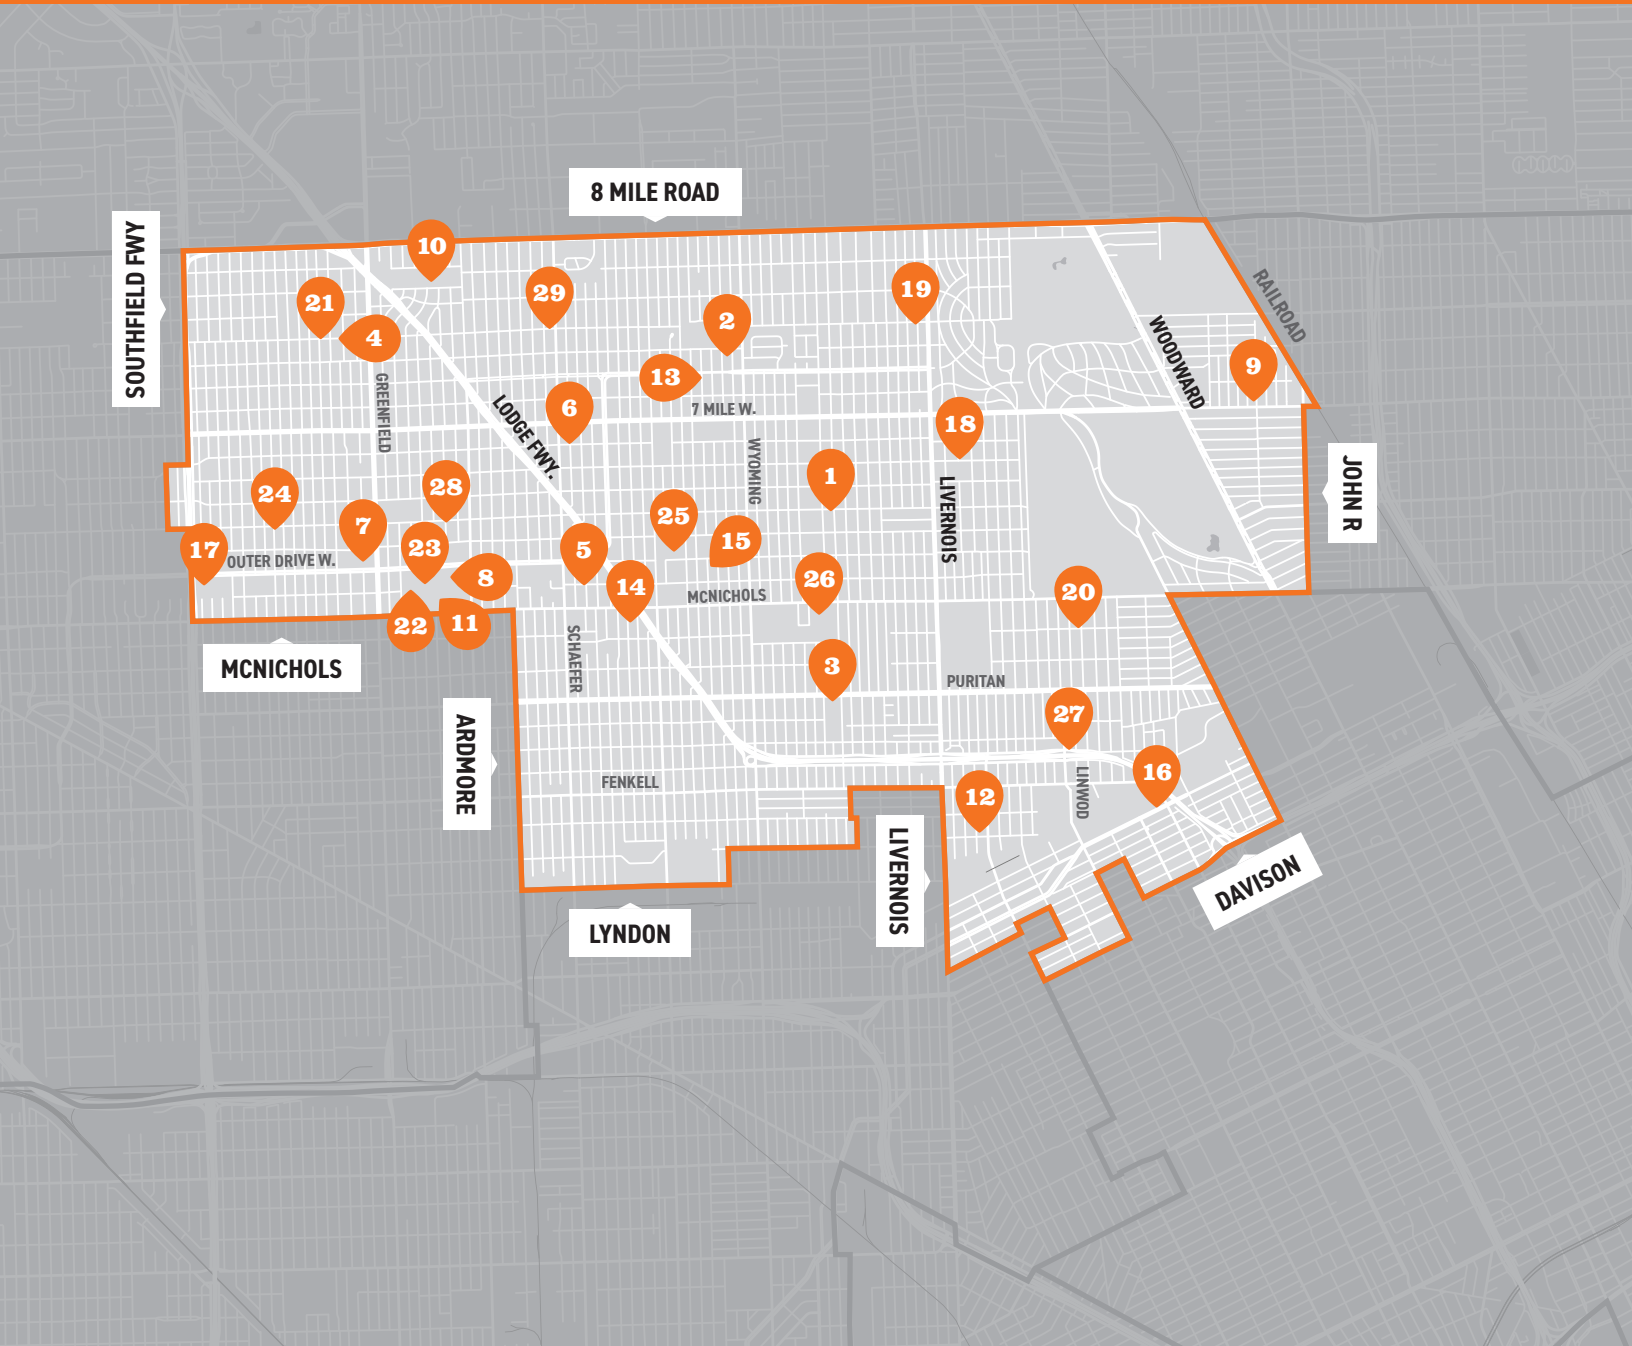 8 MILE ROAD
SOUTHFIELD FWY
10
RAILROAD
21
29
19
2
4
WOODWARD
9
13
GREENFIELD
6
7 MILE W.
LODGE FWY.
18
WYOMING
1
JOHN R
24
28
LIVERNOIS
7
25
17
OUTER DRIVE W.
23
5
15
8
14
26
MCNICHOLS
20
22
11
SCHAEFER
MCNICHOLS
3
PURITAN
27
ARDMORE
FENKELL
LINWOD
16
12
LIVERNOIS
DAVISON
LYNDON